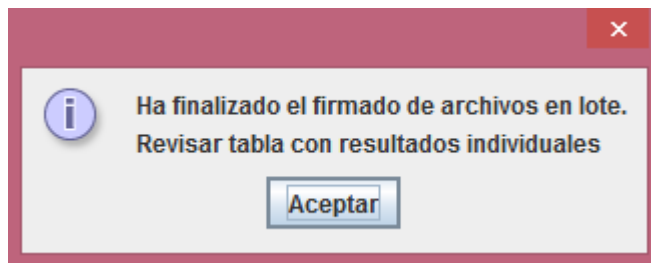 Ha finalizado el firmado de archivos en lote.
Revisar tabla con resultados individuales
Aceptar